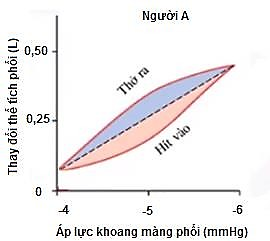 Người A
Thay đổi thể tích phổi (L)
0,50
0,25
0
Thở ra
Hít vào
-4
-5
-6
Áp lực khoang màng phổi (mmHg)